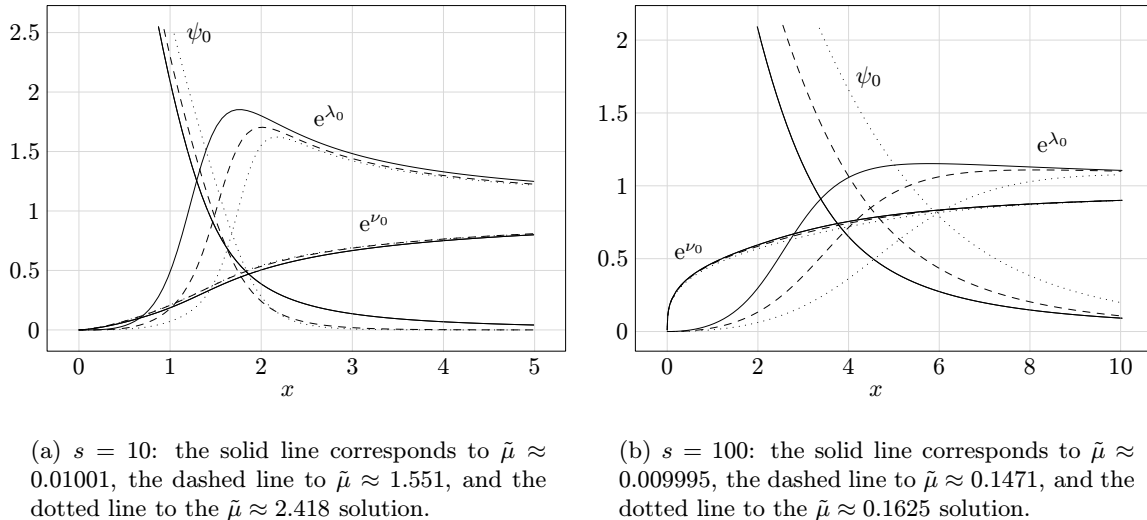 2.5
2
1.5
1
0.5
0
0 1 2 3 4 5
x
ψ₀
e^λ₀
e^ν₀
2
1.5
1
0.5
0
0 2 4 6 8 10
x
ψ₀
e^λ₀
e^ν₀
(a) s = 10: the solid line corresponds to μ̃ ≈
0.01001, the dashed line to μ̃ ≈ 1.551, and the
dotted line to the μ̃ ≈ 2.418 solution.
(b) s = 100: the solid line corresponds to μ̃ ≈
0.009995, the dashed line to μ̃ ≈ 0.1471, and the
dotted line to the μ̃ ≈ 0.1625 solution.